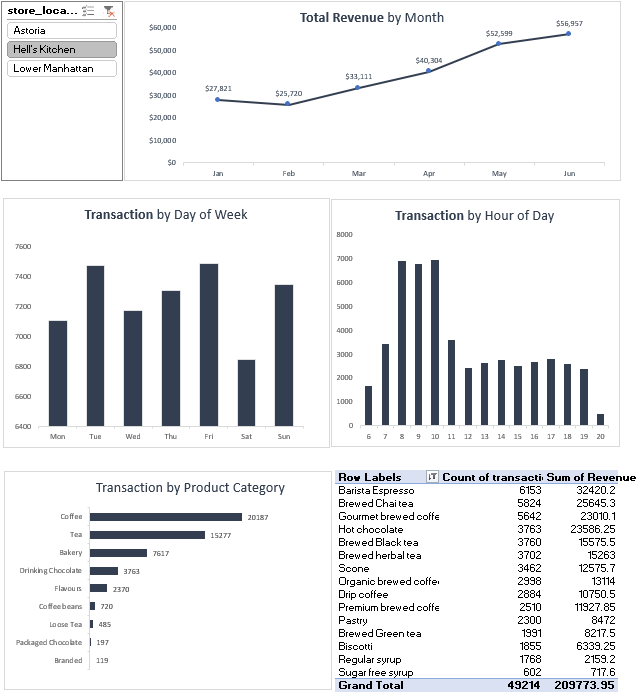 store_loca...
Astoria
Hell's Kitchen
Lower Manhattan
Total Revenue by Month
$60,000
$50,000
$40,000
$30,000
$20,000
$10,000
$0
$27,821
$25,720
$33,111
$40,304
$52,599
$56,957
Jan Feb Mar Apr May Jun
Transaction by Day of Week
7600
7400
7200
7000
6800
6600
6400
Mon Tue Wed Thu Fri Sat Sun
Transaction by Hour of Day
8000
7000
6000
5000
4000
3000
2000
1000
0
6 7 8 9 10 11 12 13 14 15 16 17 18 19 20
Transaction by Product Category
Coffee 20187
Tea 15277
Bakery 7617
Drinking Chocolate 3763
Flavours 2370
Coffee beans 720
Loose Tea 485
Packaged Chocolate 197
Branded 119
Row Labels Count of transacti Sum of Revenue
Barista Espresso 6153 32420.2
Brewed Chai tea 5824 25645.3
Gourmet brewed coffe 5642 23010.1
Hot chocolate 3763 23586.25
Brewed Black tea 3760 15575.5
Brewed herbal tea 3702 15263
Scone 3462 12575.7
Organic brewed coffe 2998 13114
Drip coffee 2884 10750.5
Premium brewed coffe 2510 11927.85
Pastry 2300 8472
Brewed Green tea 1991 8217.5
Biscotti 1855 6339.25
Regular syrup 1768 2159.2
Sugar free syrup 602 717.6
Grand Total 49214 209773.95